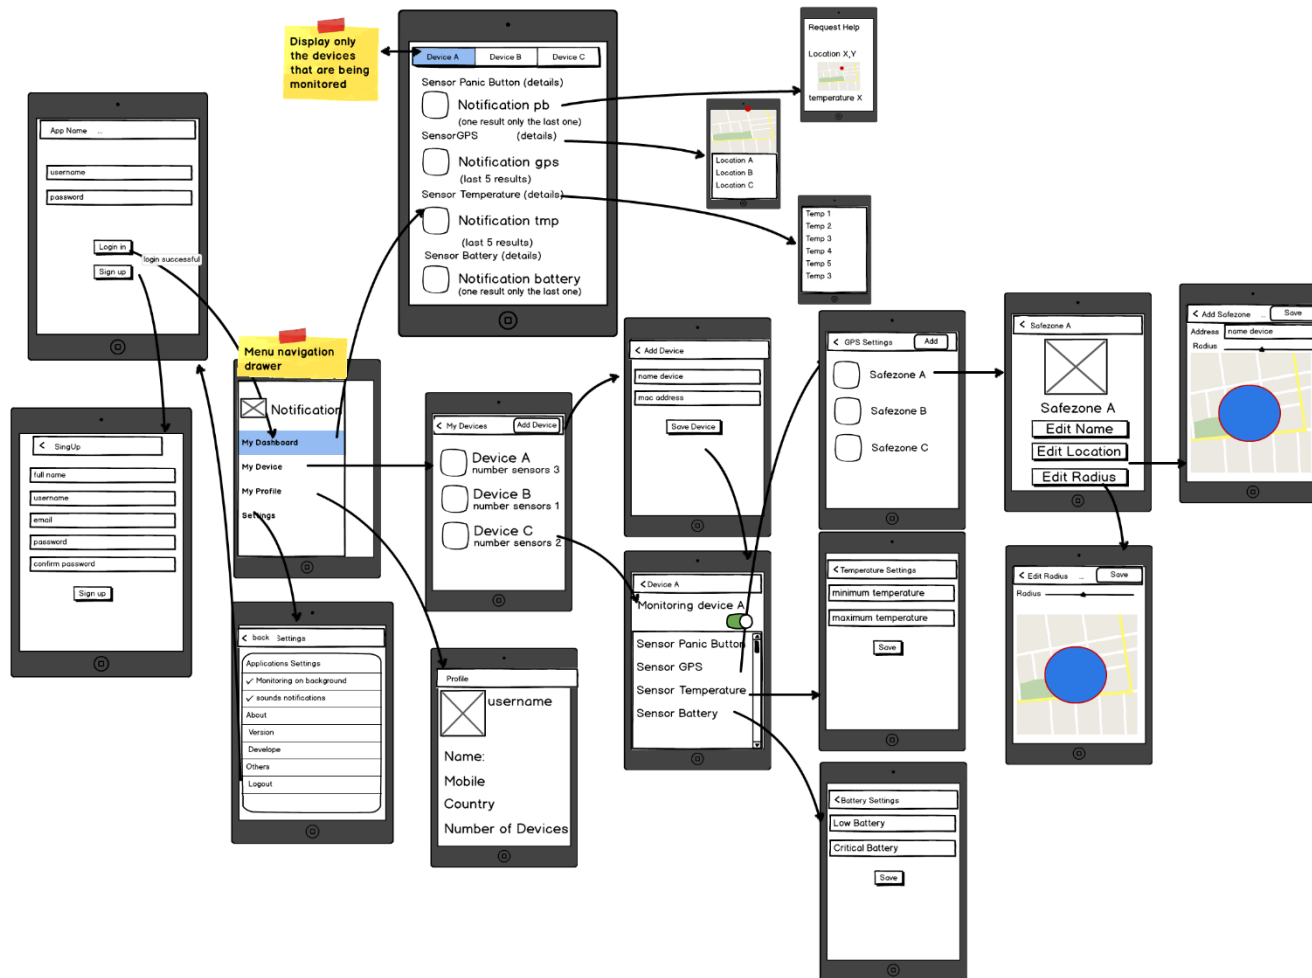 Display only
the devices
that are being
monitored
Device A
Device B
Device C
Sensor Panic Button (details)
Notification pb
(one result only the last one)
SensorGPS (details)
Notification gps
(last 5 results)
Sensor Temperature (details)
Notification tmp
(last 5 results)
Sensor Battery (details)
Notification battery
(one result only the last one)
Request Help
Location X,Y
temperature X
Location A
Location B
Location C
Temp 1
Temp 2
Temp 3
Temp 4
Temp 5
Temp 3
App Name ...
username
password
Login in
login successful
Sign up
< SingUp
full name
username
email
password
confirm password
Sign up
Menu navigation
drawer
Notification
My Dashboard
My Device
My Profile
Settings
< back Settings
Applications Settings
✓ Monitoring on background
✓ sounds notifications
About
Version
Develope
Others
Logout
< My Devices
Add Device
Device A
number sensors 3
Device B
number sensors 1
Device C
number sensors 2
Profile
username
Name:
Mobile
Country
Number of Devices
< Add Device
name device
mac address
Save Device
< Device A
Monitoring device A
Sensor Panic Button
Sensor GPS
Sensor Temperature
Sensor Battery
< GPS Settings
Add
Safezone A
Safezone B
Safezone C
< Temperature Settings
minimum temperature
maximum temperature
Save
< Battery Settings
Low Battery
Critical Battery
Save
< Safezone A
Safezone A
Edit Name
Edit Location
Edit Radius
< Add Safezone ...
Save
Address name device
Radius
< Edit Radius ...
Save
Radius